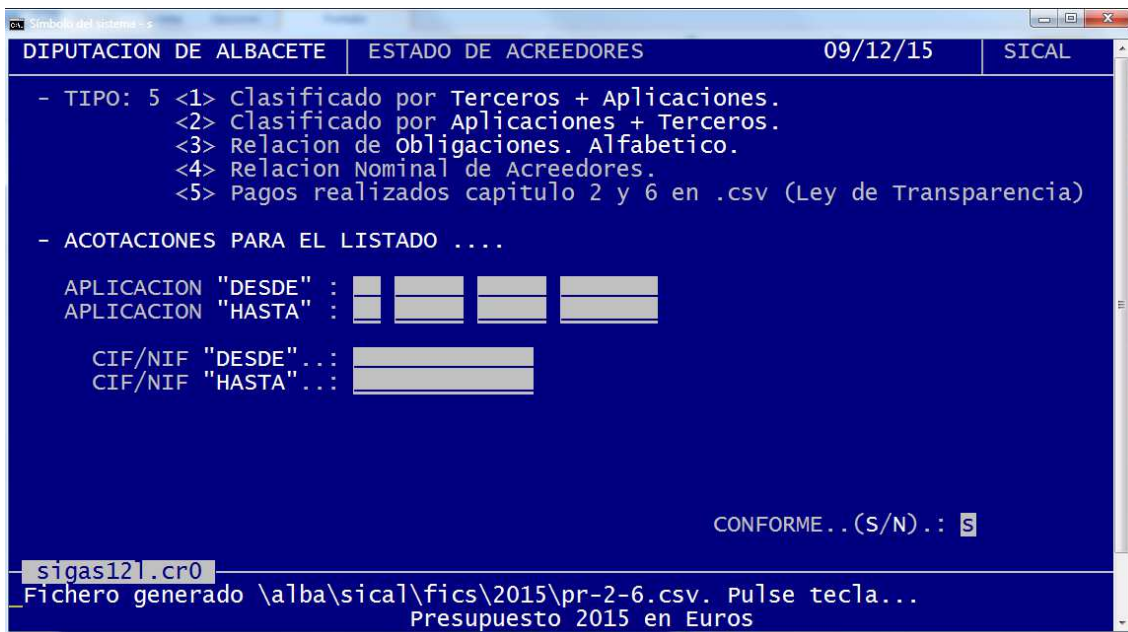 Símbolo del sistema - s
DIPUTACION DE ALBACETE ESTADO DE ACREEDORES 09/12/15 SICAL
- TIPO: 5 <1> Clasificado por Terceros + Aplicaciones.
<2> Clasificado por Aplicaciones + Terceros.
<3> Relacion de Obligaciones. Alfabetico.
<4> Relacion Nominal de Acreedores.
<5> Pagos realizados capitulo 2 y 6 en .csv (Ley de Transparencia)
- ACOTACIONES PARA EL LISTADO ....
APLICACION "DESDE" :
APLICACION "HASTA" :
CIF/NIF "DESDE"..:
CIF/NIF "HASTA"..:
CONFORME..(S/N).: s
sigas12l.cr0
_Fichero generado \alba\sical\fics\2015\pr-2-6.csv. Pulse tecla...
Presupuesto 2015 en Euros